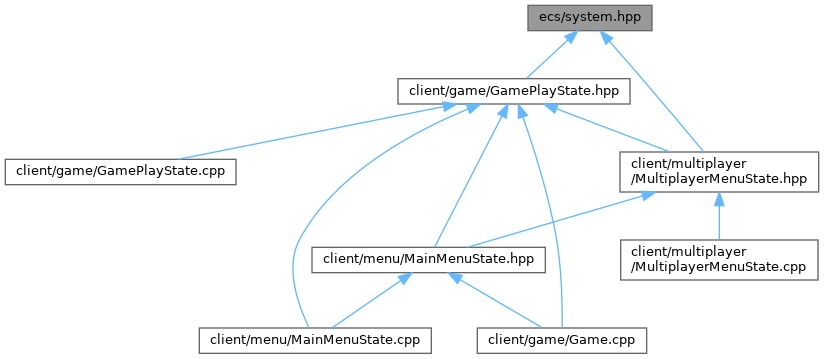 ecs/system.hpp
client/game/GamePlayState.hpp
client/game/GamePlayState.cpp
client/multiplayer
/MultiplayerMenuState.hpp
client/menu/MainMenuState.hpp
client/multiplayer
/MultiplayerMenuState.cpp
client/menu/MainMenuState.cpp
client/game/Game.cpp